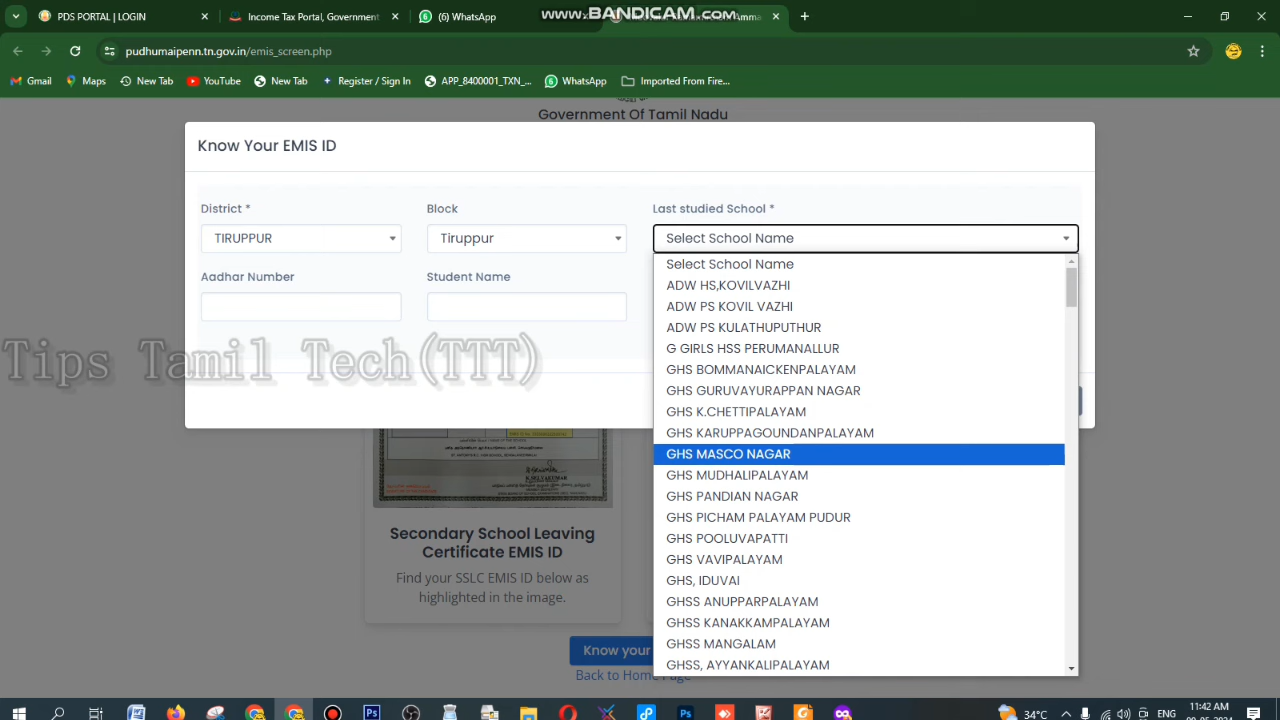 PDS PORTAL | LOGIN
Income Tax Portal, Government
(6) WhatsApp
www.BANDICAM.com
Amma
pudhumaipenn.tn.gov.in/emis_screen.php
Gmail
Maps
New Tab
YouTube
New Tab
Register / Sign In
APP_8400001_TXN_...
WhatsApp
Imported From Fire...
Government Of Tamil Nadu
Know Your EMIS ID
District *
Block
Last studied School *
TIRUPPUR
Tiruppur
Select School Name
Aadhar Number
Student Name
Select School Name
ADW HS,KOVILVAZHI
ADW PS KOVIL VAZHI
ADW PS KULATHUPUTHUR
G GIRLS HSS PERUMANALLUR
GHS BOMMANAICKENPALAYAM
GHS GURUVAYURAPPAN NAGAR
GHS K.CHETTIPALAYAM
GHS KARUPPAGOUNDANPALAYAM
GHS MASCO NAGAR
GHS MUDHALIPALAYAM
GHS PANDIAN NAGAR
GHS PICHAM PALAYAM PUDUR
GHS POOLUVAPATTI
GHS VAVIPALAYAM
GHS, IDUVAI
GHSS ANUPPARPALAYAM
GHSS KANAKKAMPALAYAM
GHSS MANGALAM
GHSS, AYYANKALIPALAYAM
Tips Tamil Tech(TTT)
Secondary School Leaving
Certificate EMIS ID
Find your SSLC EMIS ID below as
highlighted in the image.
Know your
Back to Home Page
34°C
ENG
11:42 AM